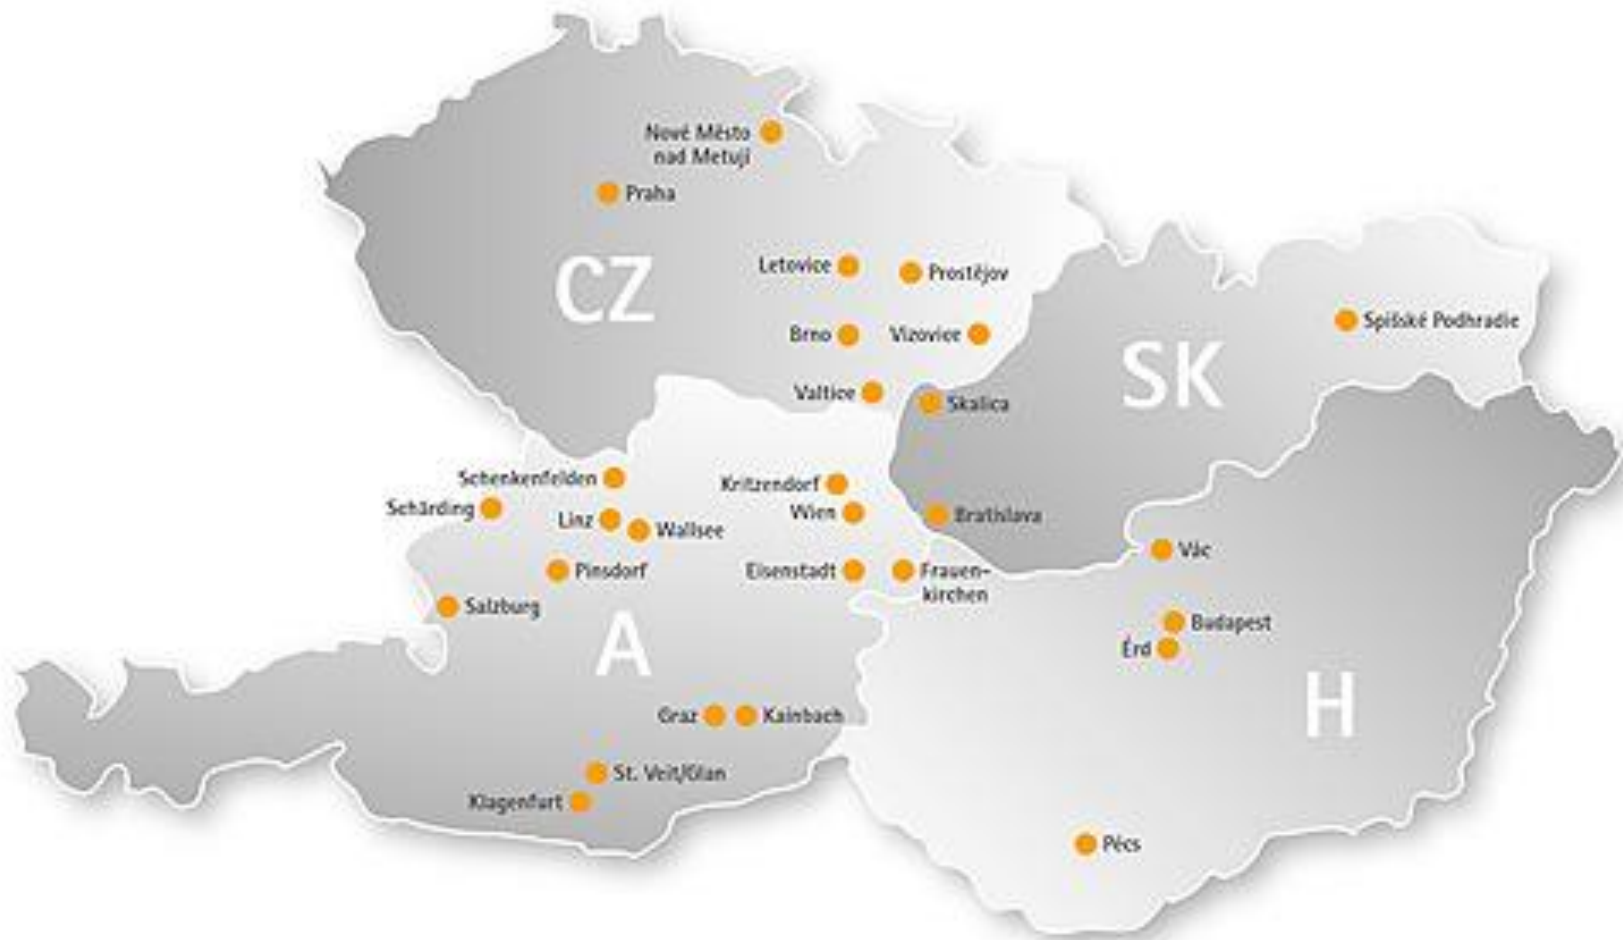 Nové Město
nad Metují
Praha
CZ
Letovice
Prostějov
Brno
Vizovice
Valtice
SK
Spišské Podhradie
Skalica
Bratislava
Schenkenfelden
Schärding
Linz
Wallsee
Kritzendorf
Wien
Pinsdorf
Eisenstadt
Frauen-
kirchen
Salzburg
A
Graz
Kainbach
St. Veit/Glan
Klagenfurt
Vác
Budapest
Érd
H
Pécs